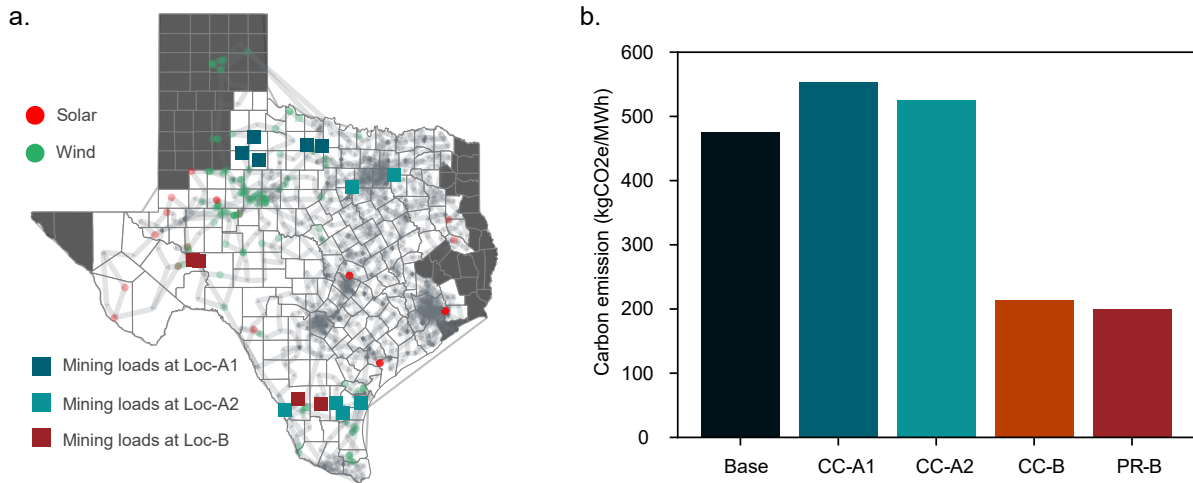 a.
Solar
Wind
Mining loads at Loc-A1
Mining loads at Loc-A2
Mining loads at Loc-B
b.
Carbon emission (kgCO2e/MWh)
600
500
400
300
200
100
0
Base CC-A1 CC-A2 CC-B PR-B